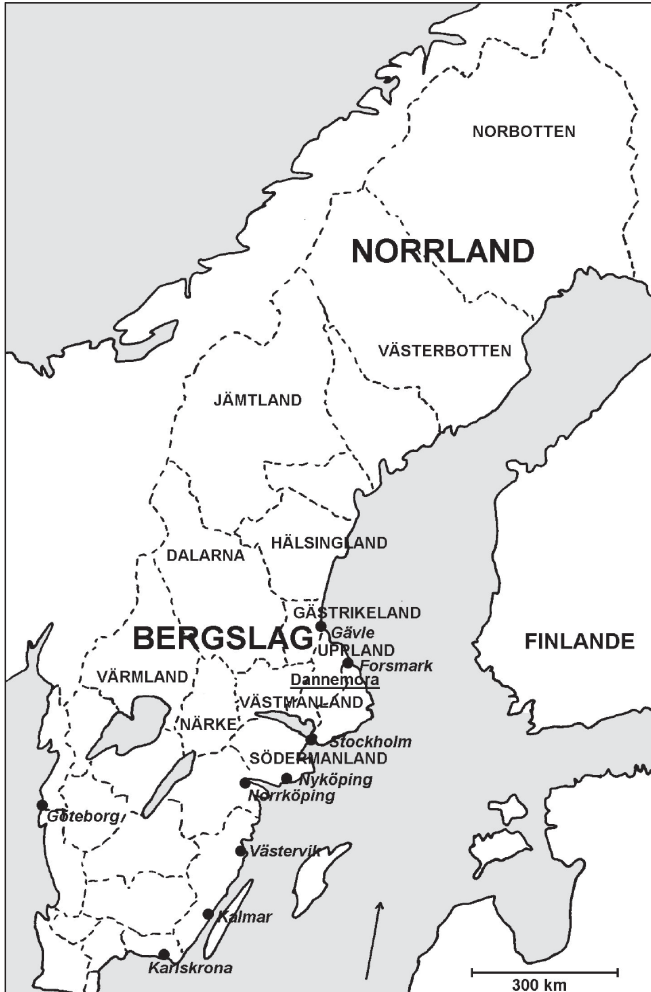 NORBOTTEN
NORRLAND
VÄSTERBOTTEN
JÄMTLAND
HÄLSINGLAND
DALARNA
GÄSTRIKELAND
Gävle
BERGSLAG
UPPLAND
FINLANDE
Forsmark
VÄRMLAND
Dannemora
VÄSTMANLAND
NÄRKE
Stockholm
SÖDERMANLAND
Nyköping
Norrköping
Göteborg
Västervik
Kalmar
Karlskrona
300 km